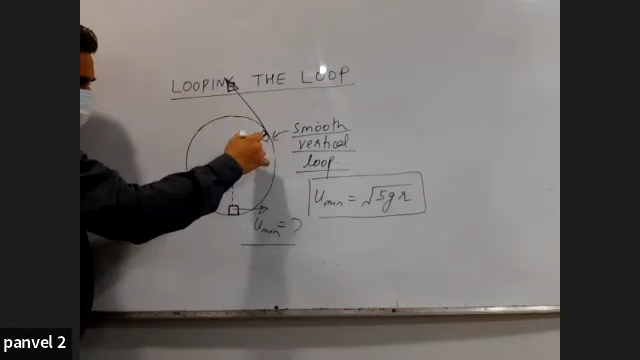 LOOPING THE LOOP
smooth
vertical
loop.
Umin = √5gr
Umin = ?
panvel 2